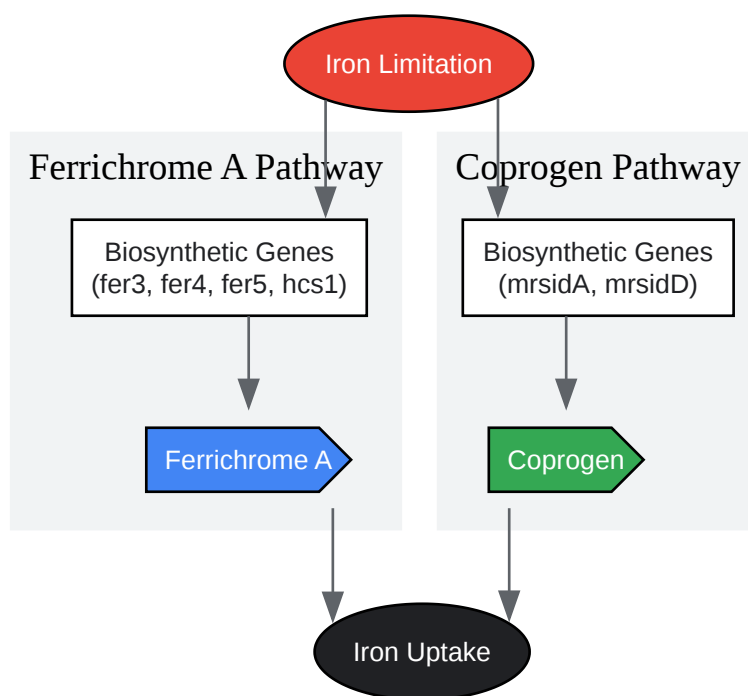 Iron Limitation
Ferrichrome A Pathway
Biosynthetic Genes
(fer3, fer4, fer5, hcs1)
Ferrichrome A
Coprogen Pathway
Biosynthetic Genes
(mrsidA, mrsidD)
Coprogen
Iron Uptake